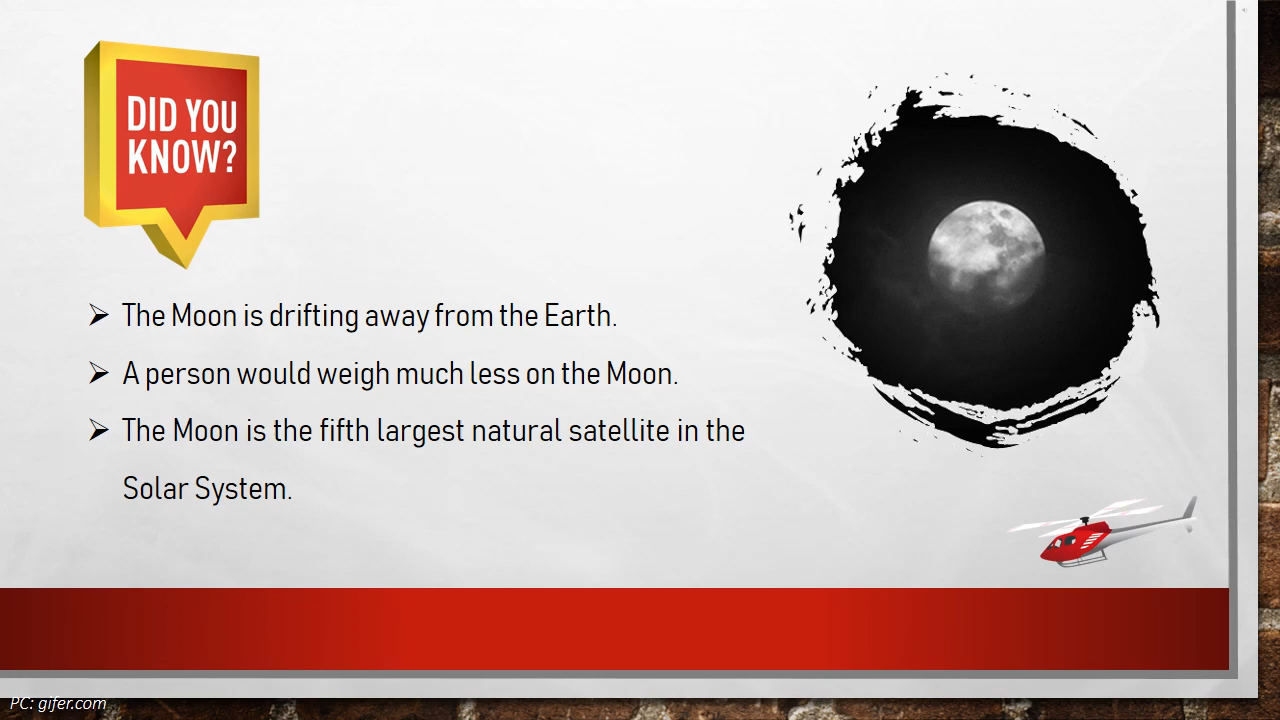 DID YOU
KNOW?
➢ The Moon is drifting away from the Earth.
➢ A person would weigh much less on the Moon.
➢ The Moon is the fifth largest natural satellite in the
Solar System.
PC: gifer.com